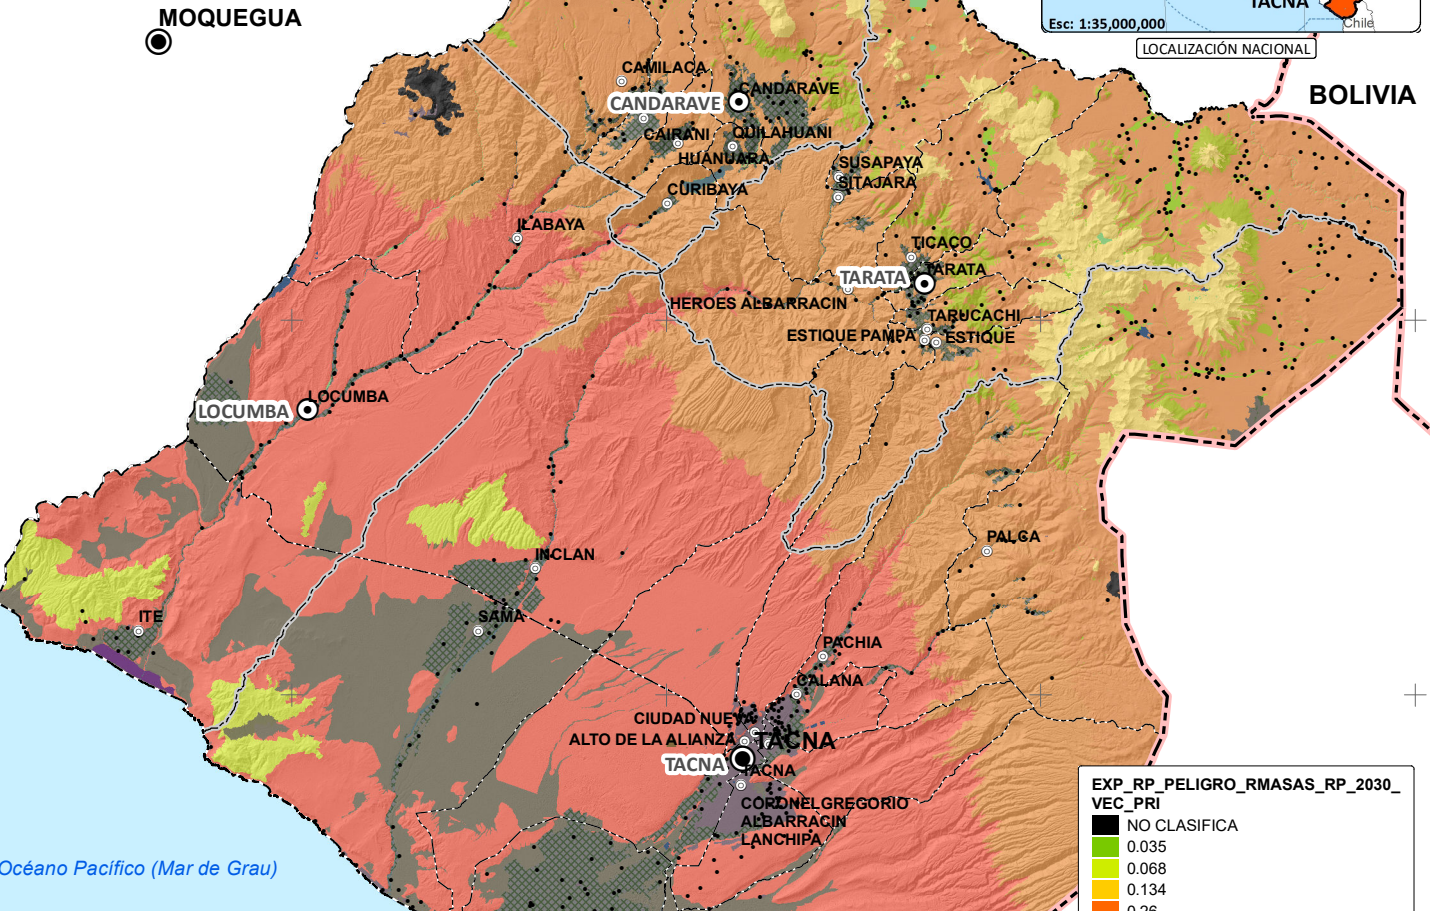 MOQUEGUA
TACNA
Chile
Esc: 1:35,000,000
LOCALIZACIÓN NACIONAL
BOLIVIA
CAMILACA
CANDARAVE
CANDARAVE
CAIRANI
QUILAHUANI
HUANUARA
SUSAPAYA
SITAJARA
CURIBAYA
ILABAYA
TICACO
TARATA
TARATA
HEROES ALBARRACIN
TARUCACHI
ESTIQUE PAMPA
ESTIQUE
LOCUMBA
LOCUMBA
PALCA
INCLAN
ITE
SAMA
PACHIA
CALANA
CIUDAD NUEVA
ALTO DE LA ALIANZA
TACNA
TACNA
TACNA
CORONEL GREGORIO
ALBARRACIN
LANCHIPA
Océano Pacífico (Mar de Grau)
EXP_RP_PELIGRO_RMASAS_RP_2030_
VEC_PRI
NO CLASIFICA
0.035
0.068
0.134
0.26